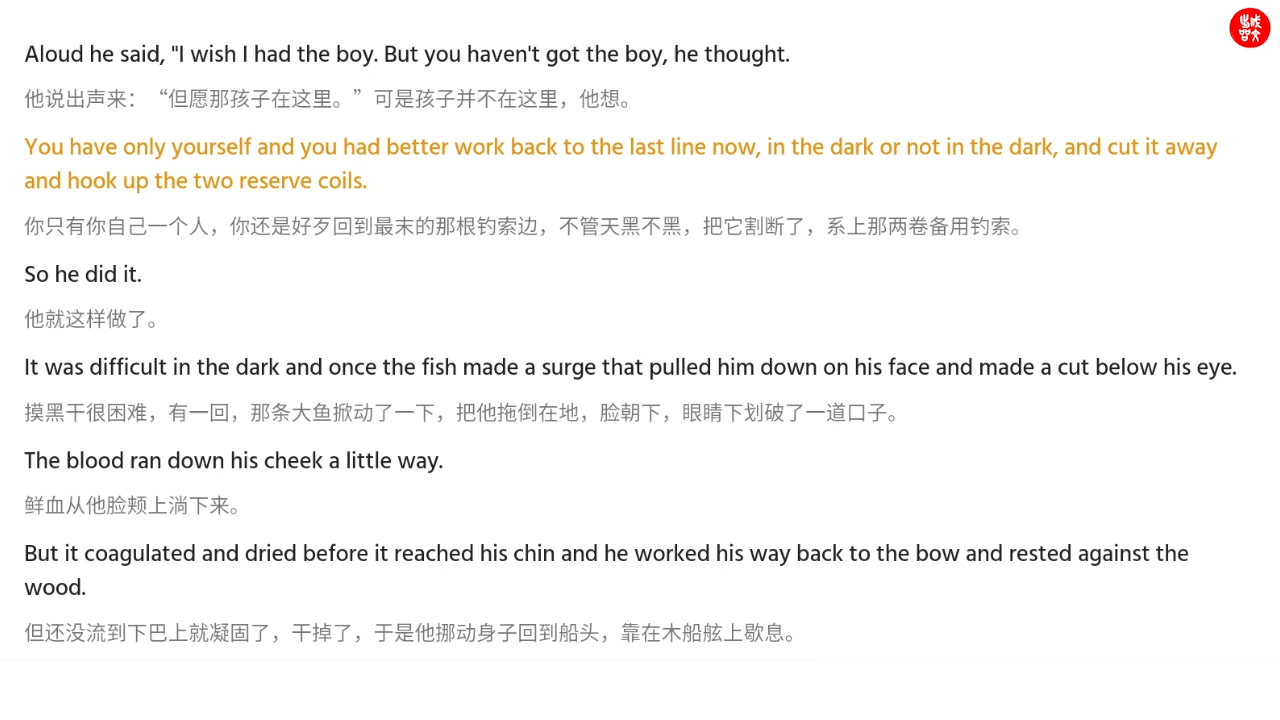 Aloud he said, "I wish I had the boy. But you haven't got the boy, he thought.
他说出声来：“但愿那孩子在这里。”可是孩子并不在这里，他想。
You have only yourself and you had better work back to the last line now, in the dark or not in the dark, and cut it away
and hook up the two reserve coils.
你只有你自己一个人，你还是好歹回到最末的那根钓索边，不管天黑不黑，把它割断了，系上那两卷备用钓索。
So he did it.
他就这样做了。
It was difficult in the dark and once the fish made a surge that pulled him down on his face and made a cut below his eye.
摸黑干很困难，有一回，那条大鱼掀动了一下，把他拖倒在地，脸朝下，眼睛下划破了一道口子。
The blood ran down his cheek a little way.
鲜血从他脸颊上淌下来。
But it coagulated and dried before it reached his chin and he worked his way back to the bow and rested against the
wood.
但还没流到下巴上就凝固了，干掉了，于是他挪动身子回到船头，靠在木船舷上歇息。